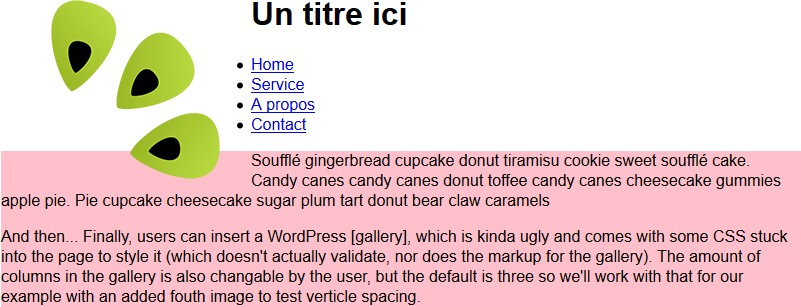 Un titre ici
Home
Service
A propos
Contact
Soufflé gingerbread cupcake donut tiramisu cookie sweet soufflé cake.
Candy canes candy canes donut toffee candy canes cheesecake gummies
apple pie. Pie cupcake cheesecake sugar plum tart donut bear claw caramels
And then... Finally, users can insert a WordPress [gallery], which is kinda ugly and comes with some CSS stuck
into the page to style it (which doesn't actually validate, nor does the markup for the gallery). The amount of
columns in the gallery is also changable by the user, but the default is three so we'll work with that for our
example with an added fouth image to test verticle spacing.